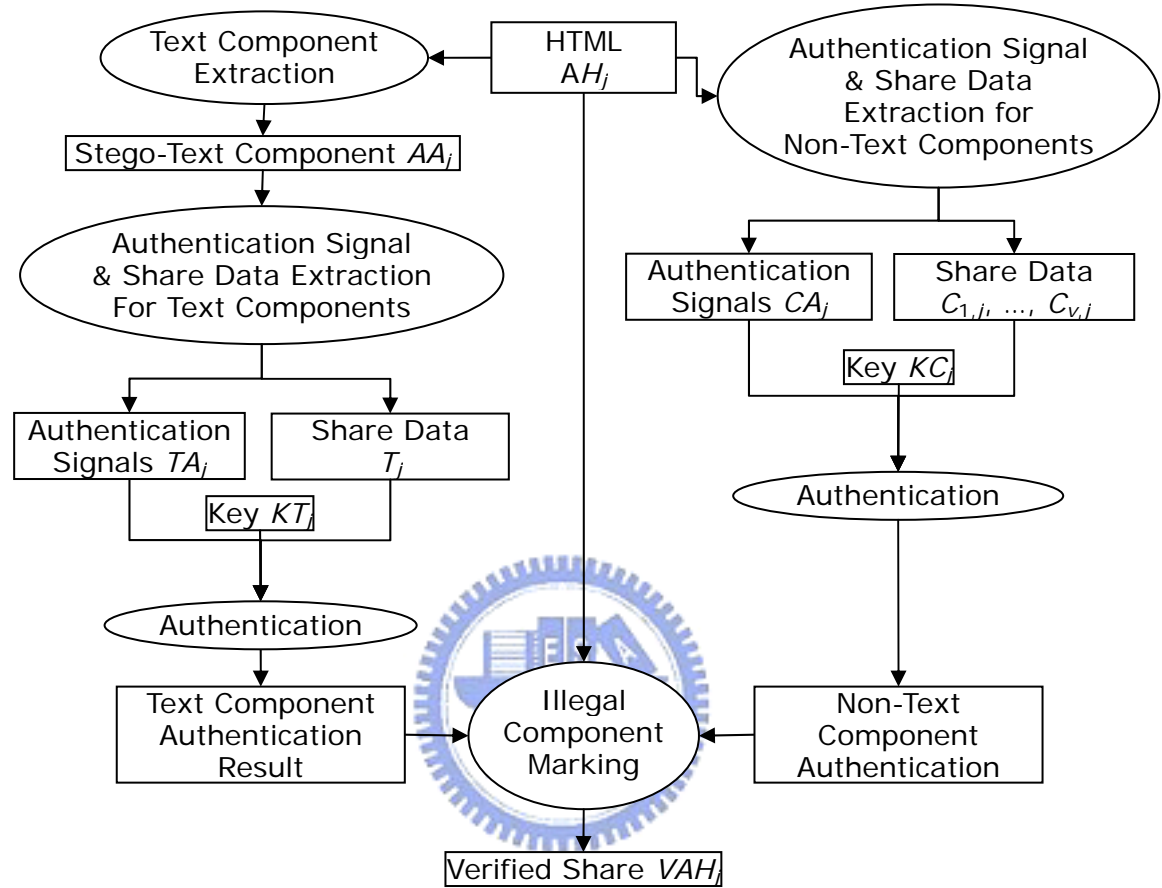 Text Component
Extraction
HTML
AHj
Authentication Signal
& Share Data
Extraction for
Non-Text Components
Stego-Text Component AAj
Authentication Signal
& Share Data Extraction
For Text Components
Authentication
Signals CAj
Share Data
C1,j, ..., Cv,j
Key KCj
Authentication
Signals TAj
Share Data
Tj
Key KTj
Authentication
Authentication
Text Component
Authentication
Result
Illegal
Component
Marking
Non-Text
Component
Authentication
Verified Share VAHj